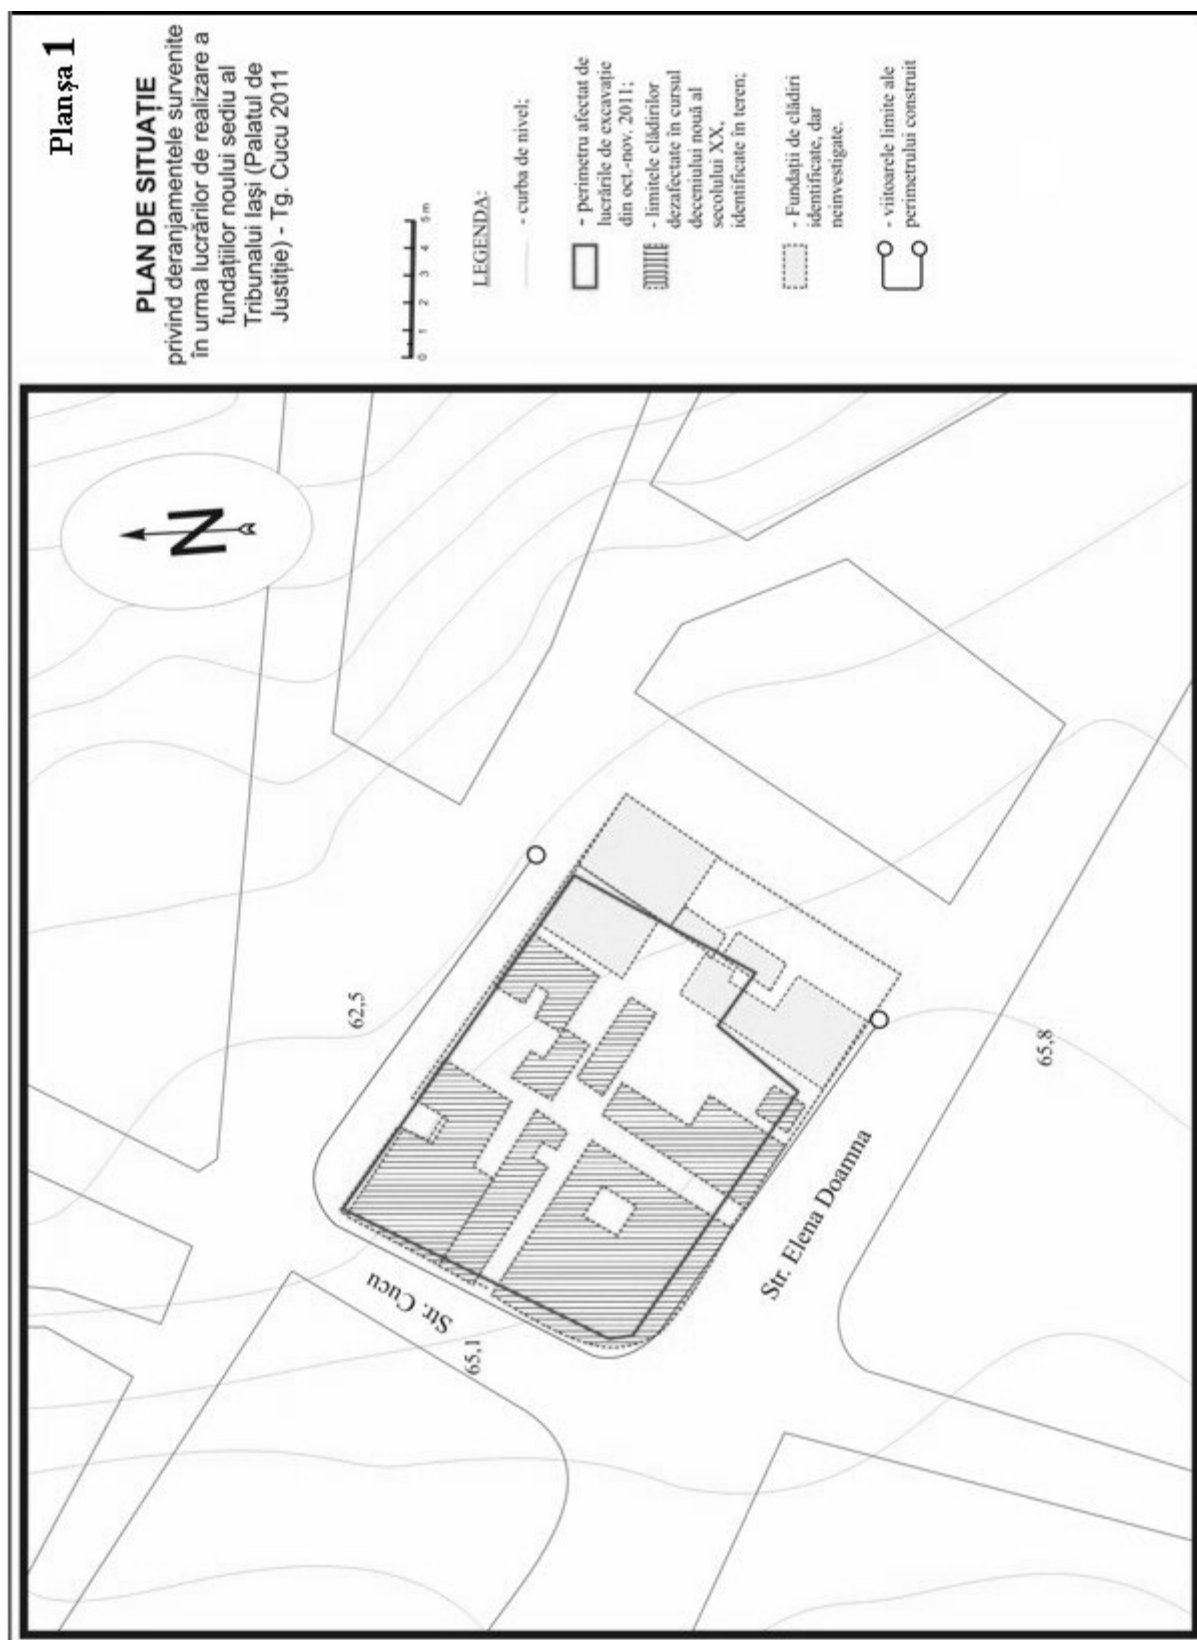 Planșa 1
PLAN DE SITUAȚIE
privind deranjamentele survenite
în urma lucrărilor de realizare a
fundațiilor noului sediu al
Tribunalui Iași (Palatul de
Justiție) - Tg. Cucu 2011
0 1 2 3 4 5 m
LEGENDA:
- curba de nivel;
- perimetru afectat de
lucrările de excavație
din oct.-nov. 2011;
- limitele clădirilor
dezafectate în cursul
deceniului nouă al
secolului XX,
identificate în teren;
- Fundații de clădiri
identificate, dar
neinvestigate.
- viitoarele limite ale
perimetrului construit
N
62,5
Str. Cucu
65,1
Str. Elena Doamna
65,8